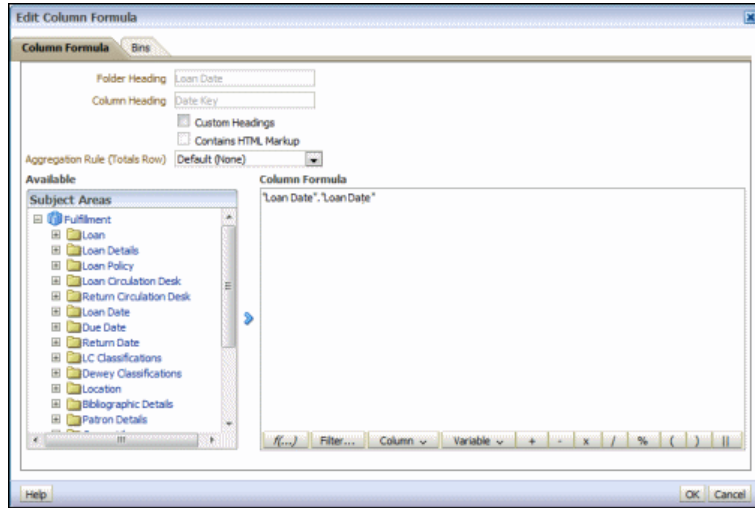 Edit Column Formula
Column Formula Bins
Folder Heading Loan Date
Column Heading Date Key
Custom Headings
Contains HTML Markup
Aggregation Rule (Totals Row) Default (None)
Available Column Formula
Subject Areas "Loan Date"."Loan Date"
Fulfilment
Loan
Loan Details
Loan Policy
Loan Circulation Desk
Return Circulation Desk
Loan Date
Due Date
Return Date
LC Classifications
Dewey Classifications
Location
Bibliographic Details
Patron Details
f(...) Filter... Column Variable + - x / % ( ) ||
Help OK Cancel